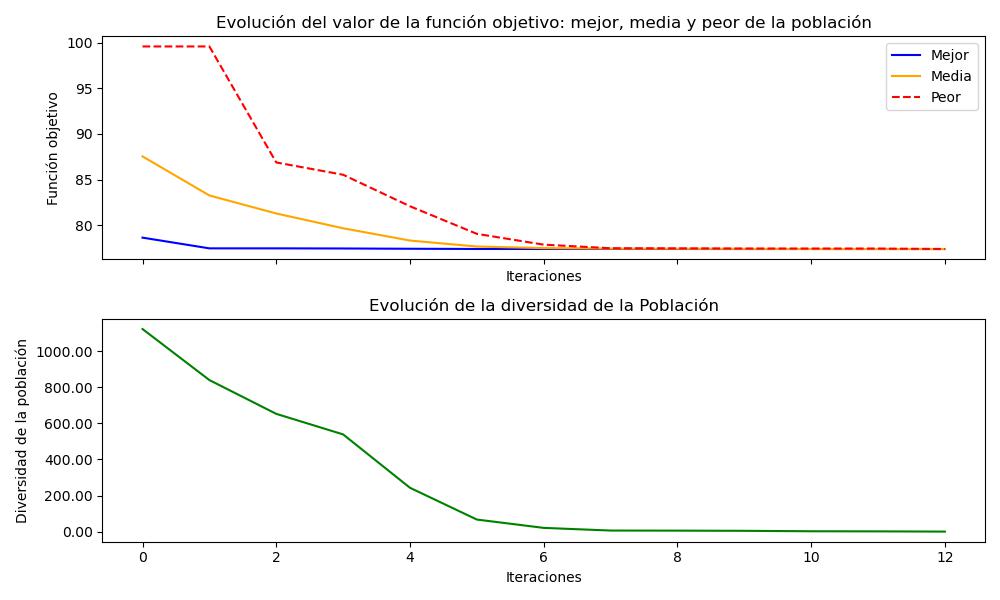 Evolución del valor de la función objetivo: mejor, media y peor de la población
100
95
90
85
80
Función objetivo
Mejor
Media
Peor
Iteraciones
Evolución de la diversidad de la Población
1000.00
800.00
600.00
400.00
200.00
0.00
Diversidad de la población
0 2 4 6 8 10 12
Iteraciones